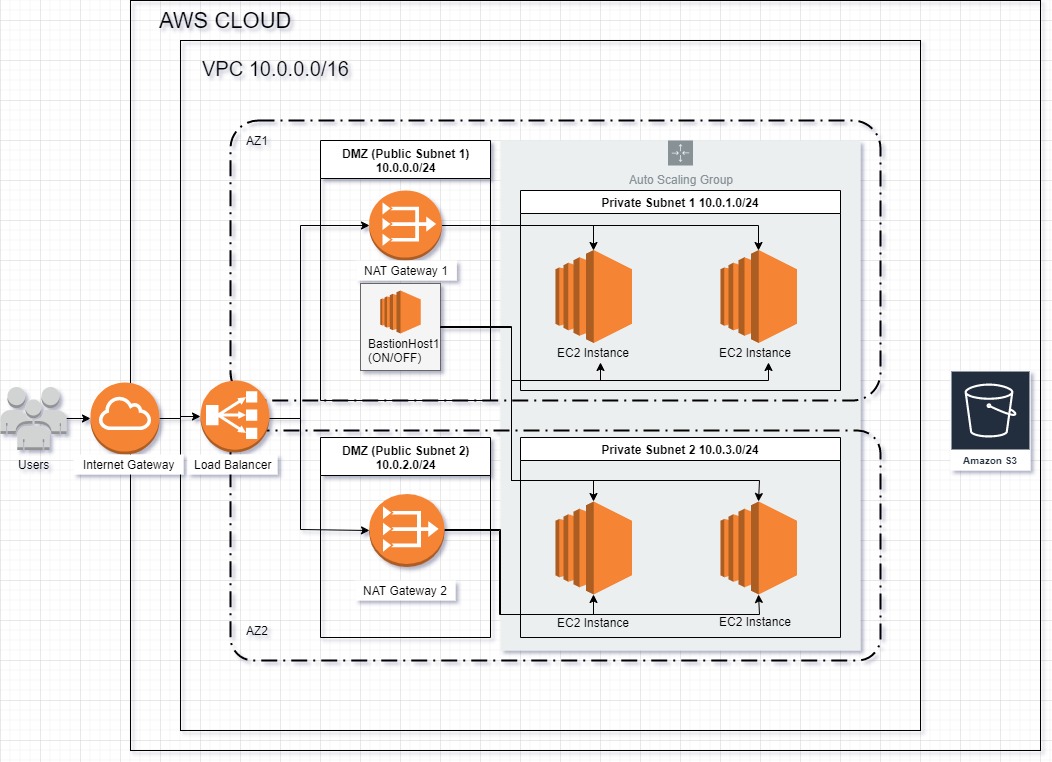 AWS CLOUD
VPC 10.0.0.0/16
AZ1
DMZ (Public Subnet 1)
10.0.0.0/24
Auto Scaling Group
Private Subnet 1 10.0.1.0/24
NAT Gateway 1
BastionHost1
(ON/OFF)
EC2 Instance
EC2 Instance
Users
Internet Gateway
Load Balancer
Amazon S3
DMZ (Public Subnet 2)
10.0.2.0/24
Private Subnet 2 10.0.3.0/24
NAT Gateway 2
EC2 Instance
EC2 Instance
AZ2